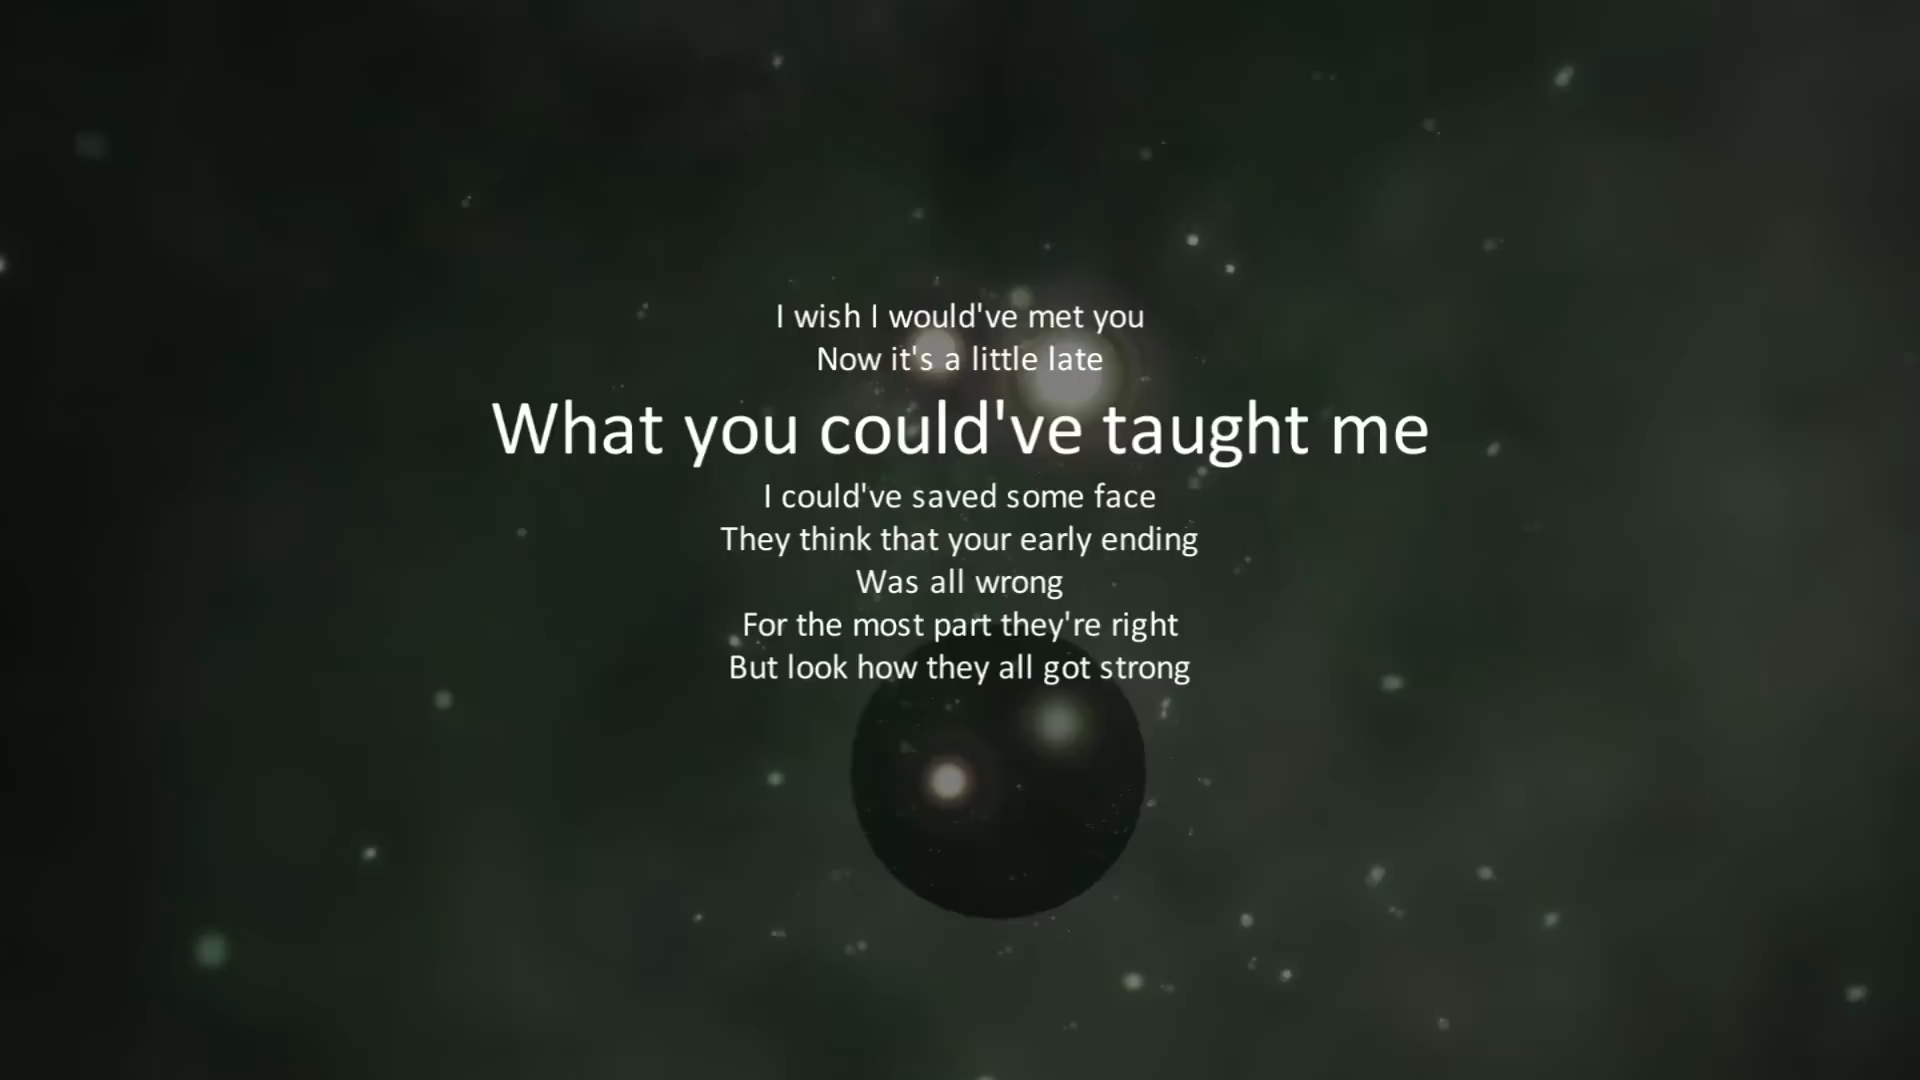 I wish I would've met you
Now it's a little late
What you could've taught me
I could've saved some face
They think that your early ending
Was all wrong
For the most part they're right
But look how they all got strong